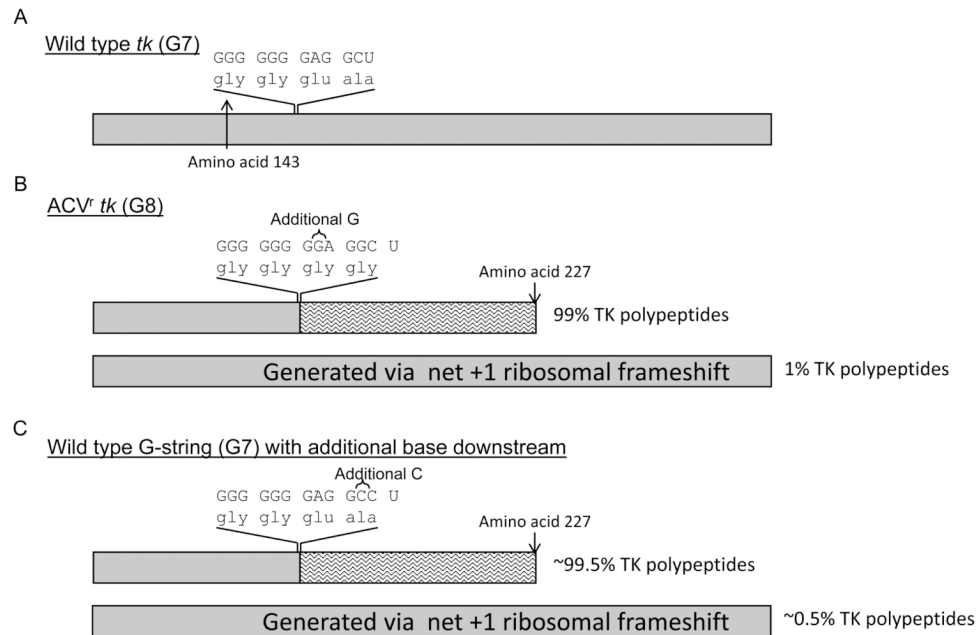 A
Wild type tk (G7)
GGG GGG GAG GCU
gly gly glu ala
Amino acid 143
B
ACVʳ tk (G8)
Additional G
GGG GGG GGA GGC U
gly gly gly gly
Amino acid 227
99% TK polypeptides
Generated via net +1 ribosomal frameshift
1% TK polypeptides
C
Wild type G-string (G7) with additional base downstream
Additional C
GGG GGG GAG GCC U
gly gly glu ala
Amino acid 227
~99.5% TK polypeptides
Generated via net +1 ribosomal frameshift
~0.5% TK polypeptides